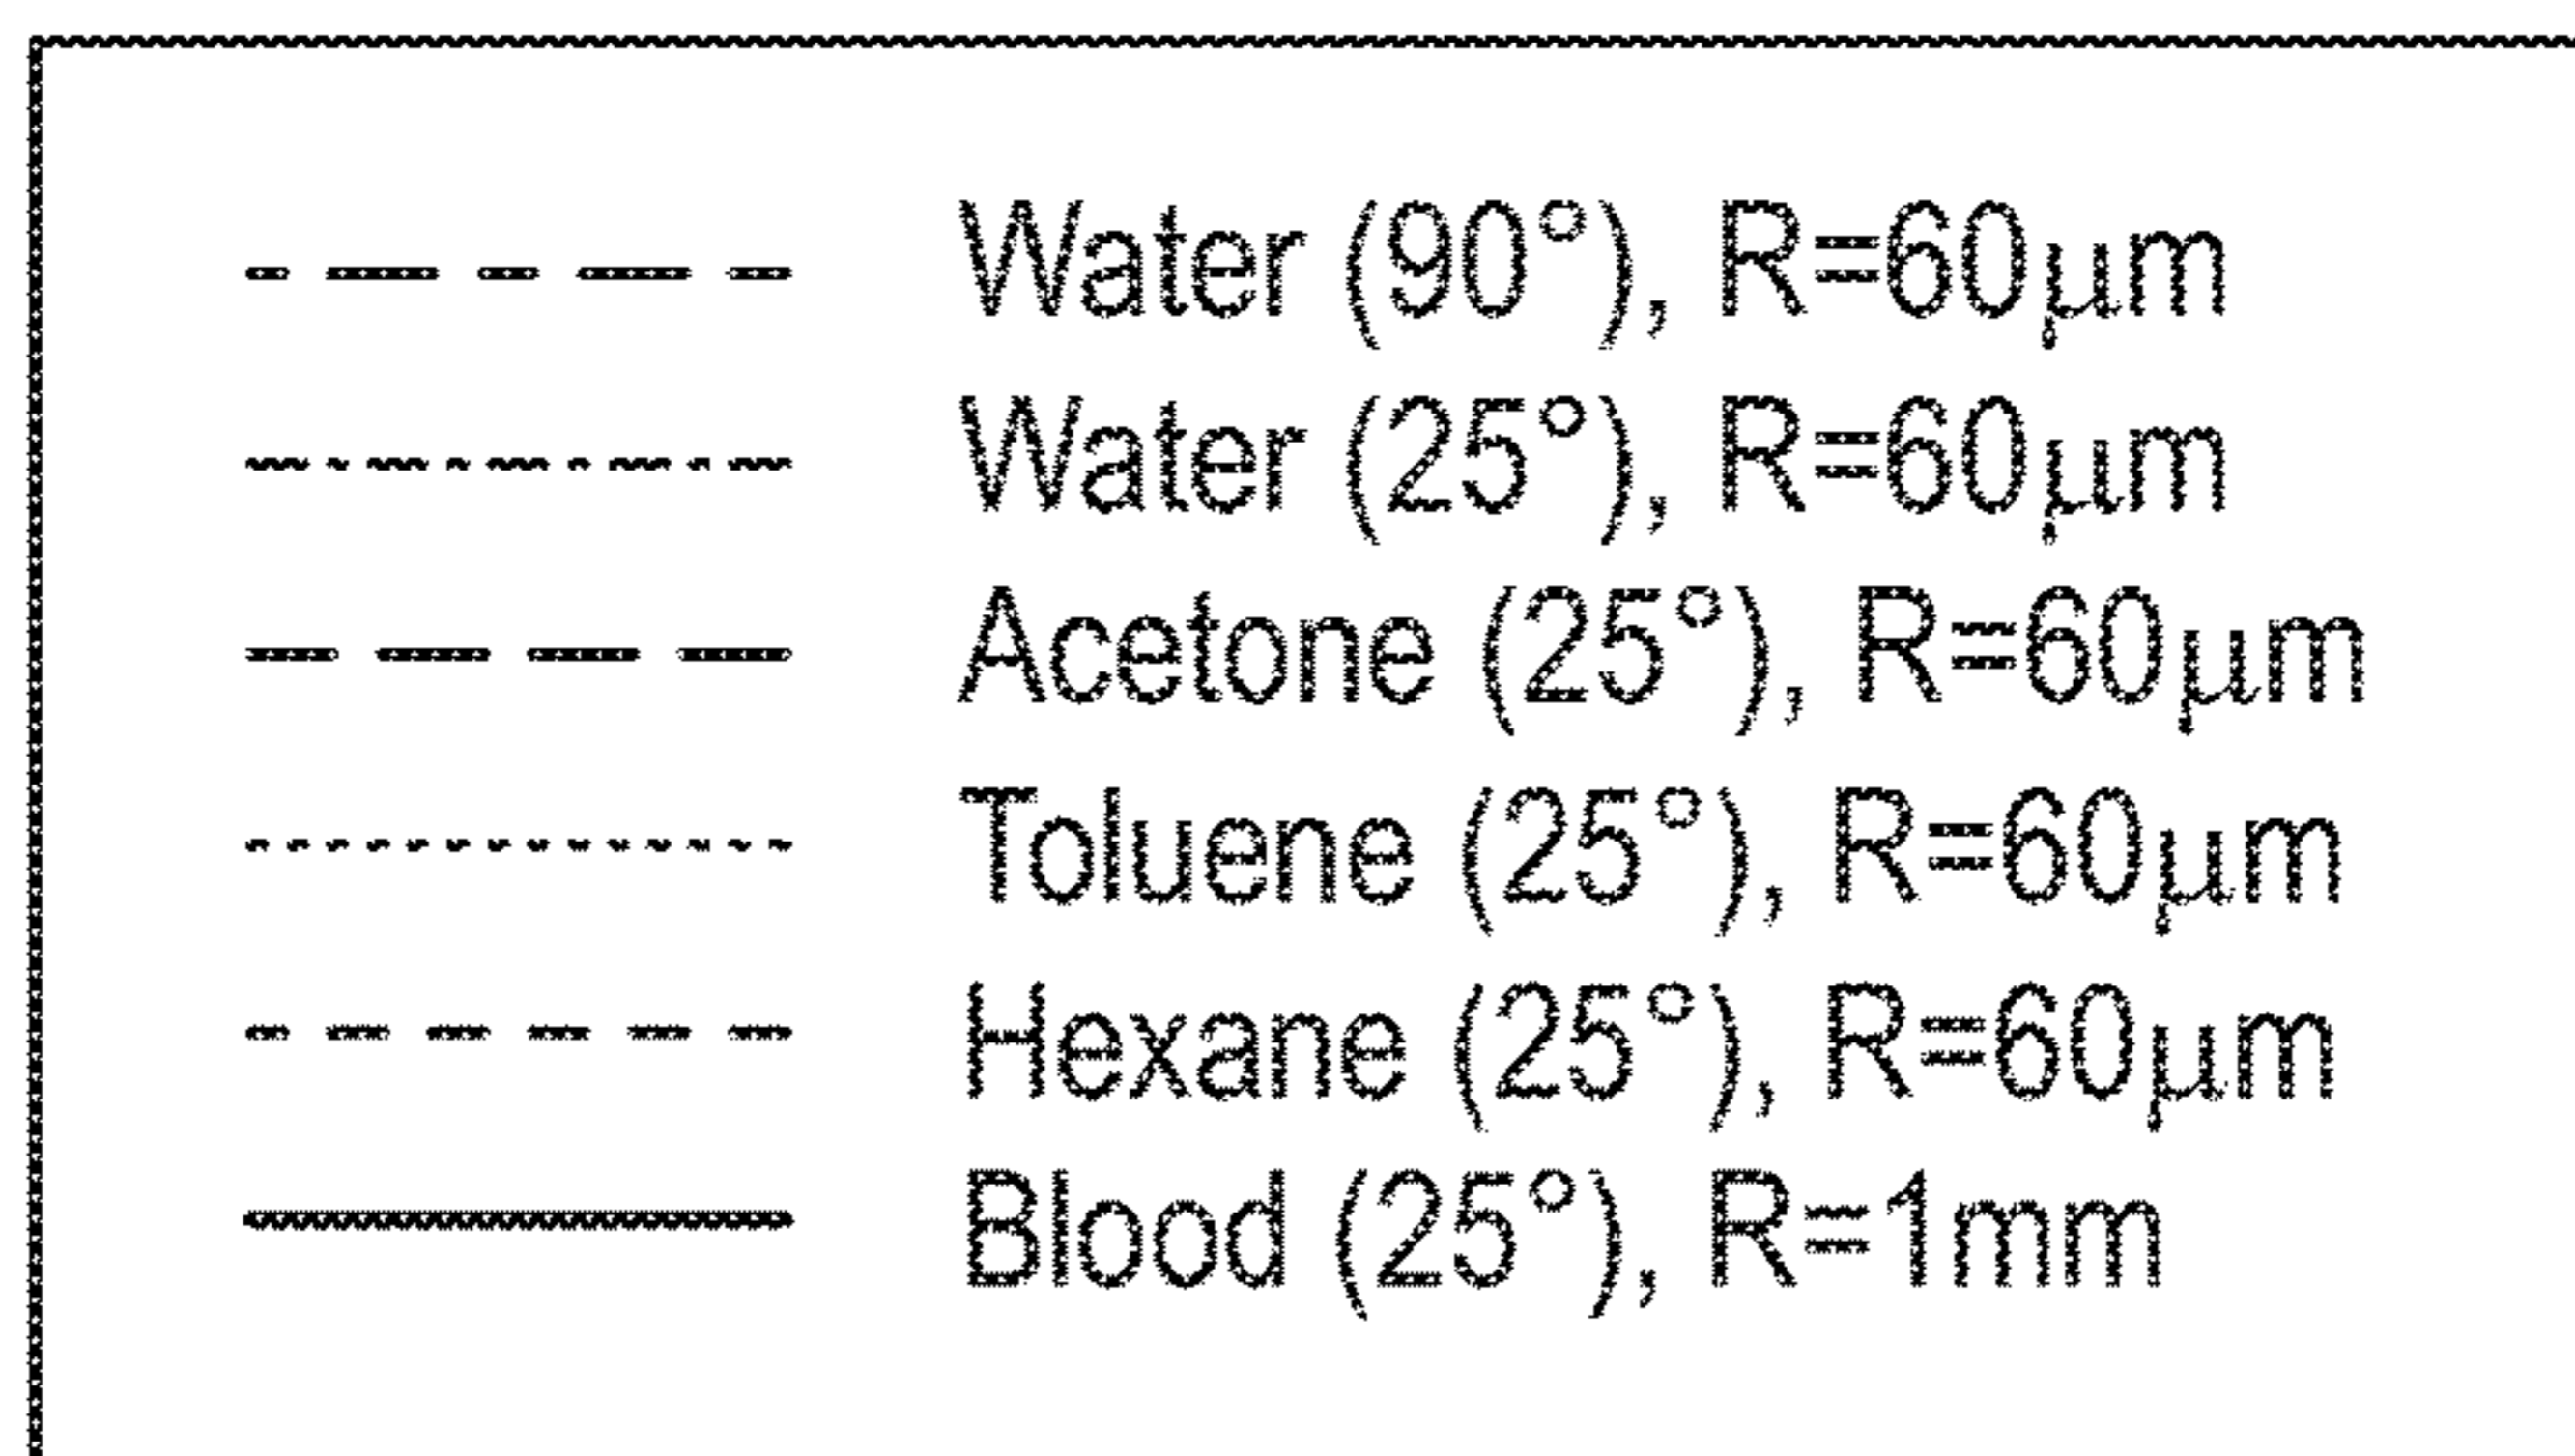 Water (90°), R=60μm
Water (25°), R=60μm
Acetone (25°), R=60μm
Toluene (25°), R=60μm
Hexane (25°), R=60μm
Blood (25°), R=1mm